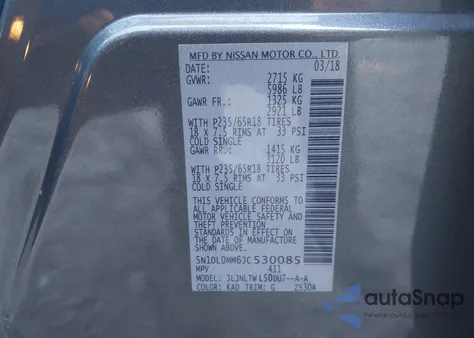 MFD BY NISSAN MOTOR CO., LTD.
DATE: 03/18
GVWR: 2715 KG
5986 LB
GAWR FR.: 1325 KG
2921 LB
WITH P235/65R18 TIRES
18 X 7.5 RIMS AT 33 PSI
COLD SINGLE
GAWR RR.: 1415 KG
3120 LB
WITH P235/65R18 TIRES
18 X 7.5 RIMS AT 33 PSI
COLD SINGLE
THIS VEHICLE CONFORMS TO
ALL APPLICABLE FEDERAL
MOTOR VEHICLE SAFETY AND
THEFT PREVENTION
STANDARDS IN EFFECT ON
THE DATE OF MANUFACTURE
SHOWN ABOVE.
5N1DL0MM6JC530085
MPV 411
MODEL: JLJNLTW L50DU7--A-A
COLOR: KAD TRIM: G 2S30A
autoSnap